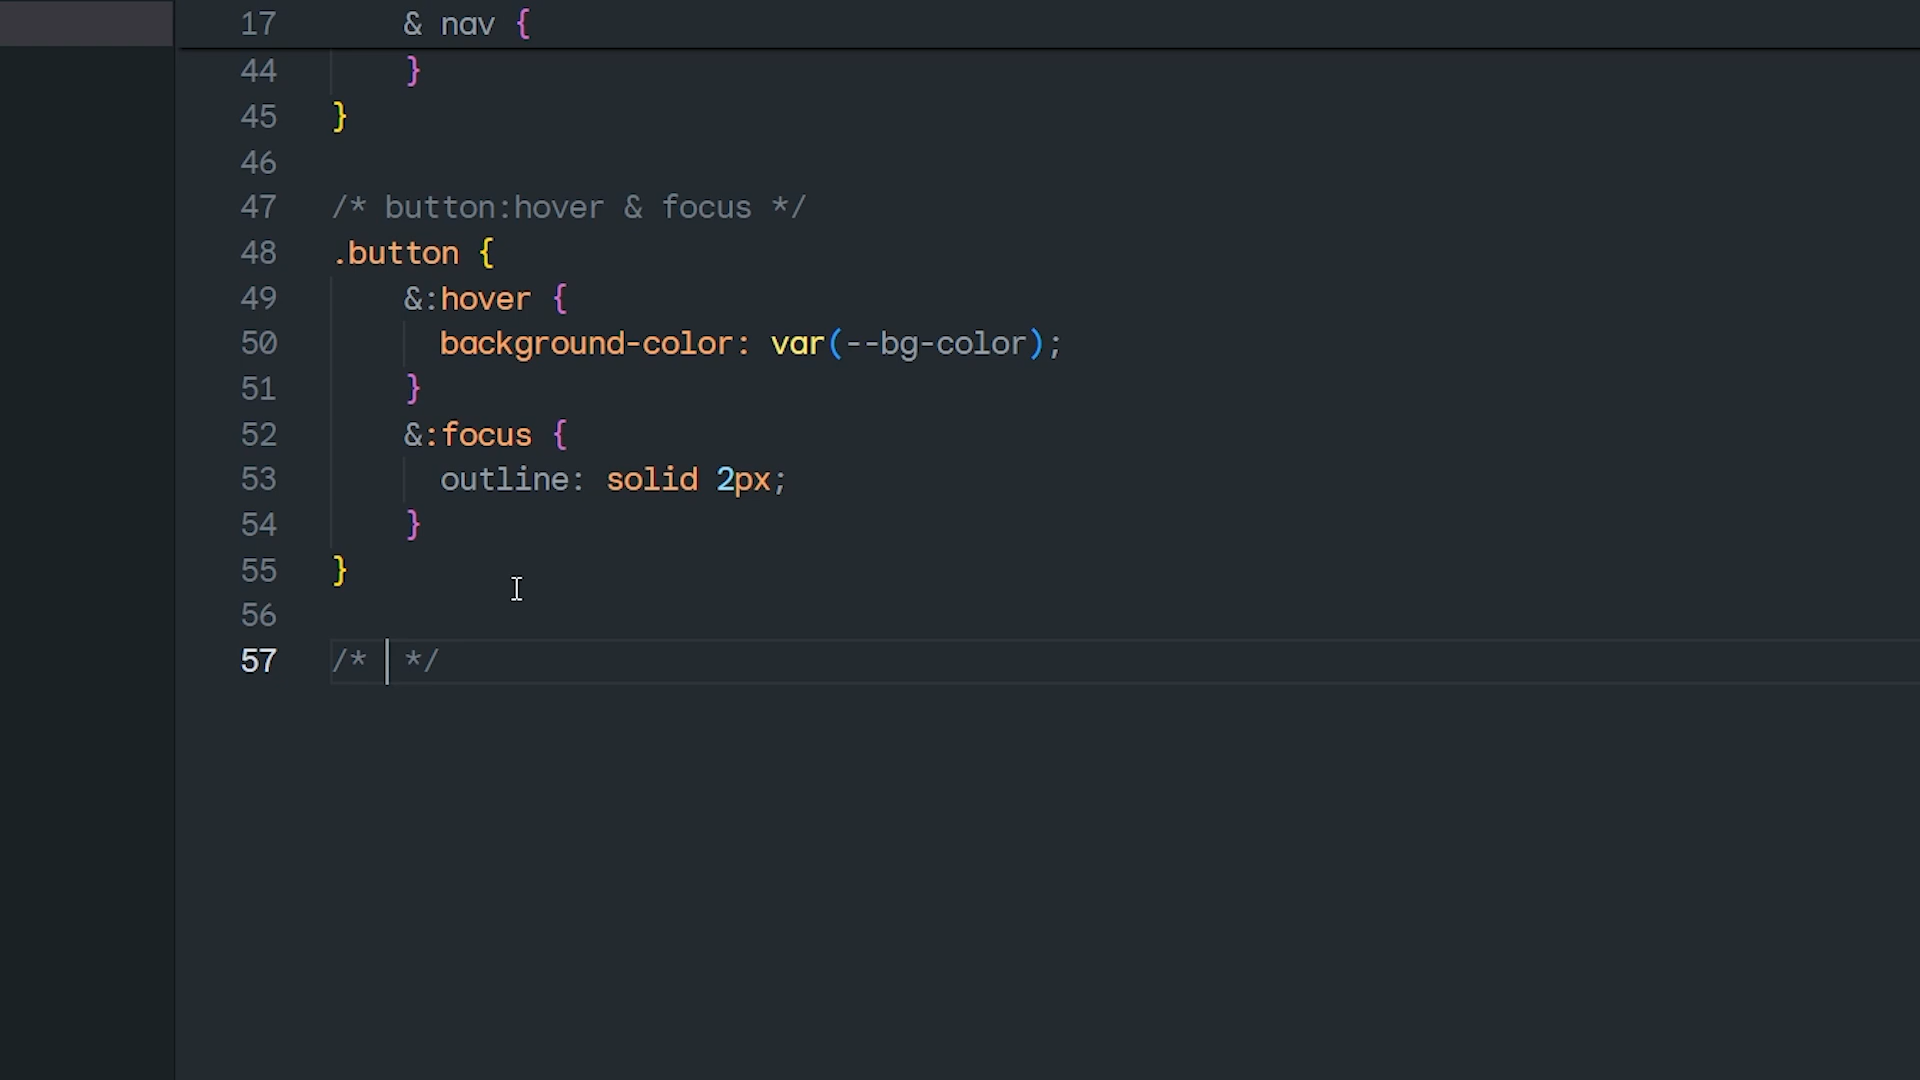 17 & nav {
44 }
45 }
46
47 /* button:hover & focus */
48 .button {
49 &:hover {
50 background-color: var(--bg-color);
51 }
52 &:focus {
53 outline: solid 2px;
54 }
55 }
56
57 /*  */